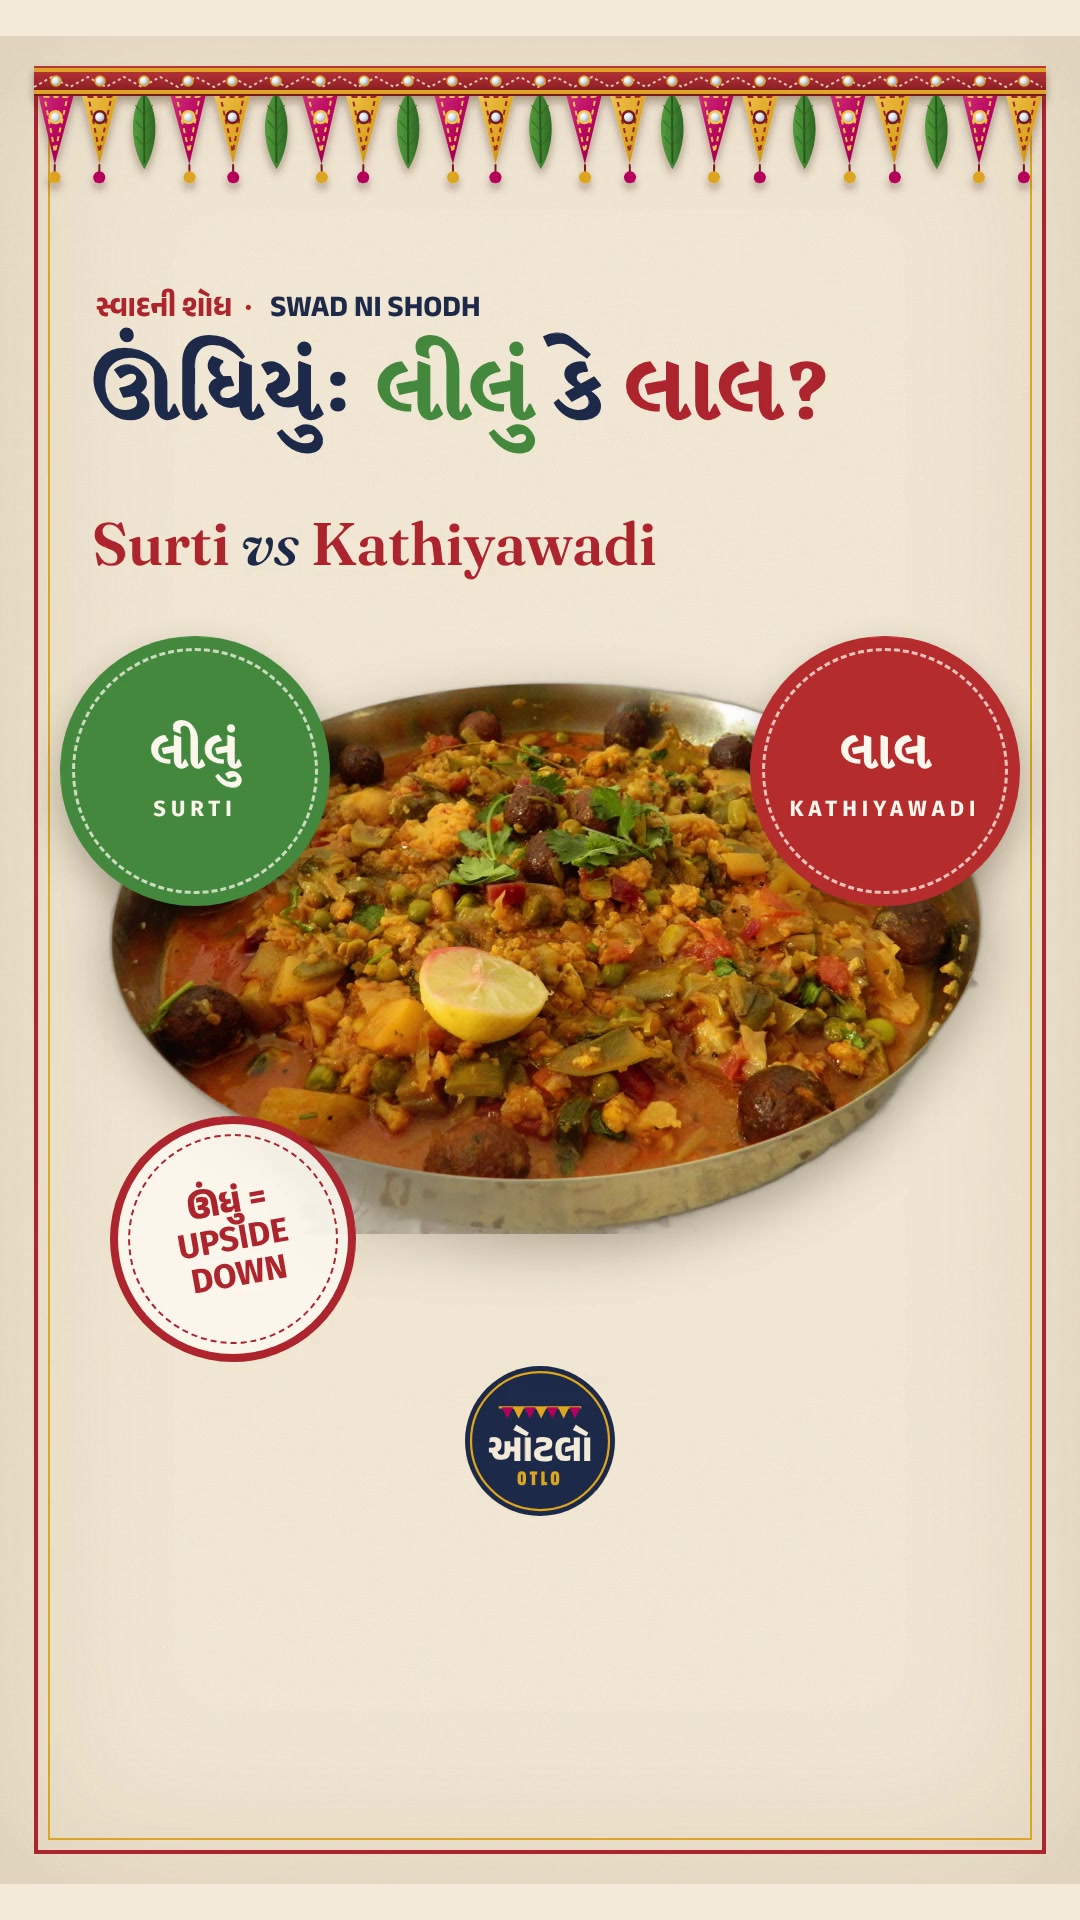 સ્વાદની શોધ · SWAD NI SHODH
ઊંધિયું: લીલું કે લાલ?
Surti vs Kathiyawadi
લીલું
SURTI
લાલ
KATHIYAWADI
ઊંધું =
UPSIDE
DOWN
ઓટલો
OTLO